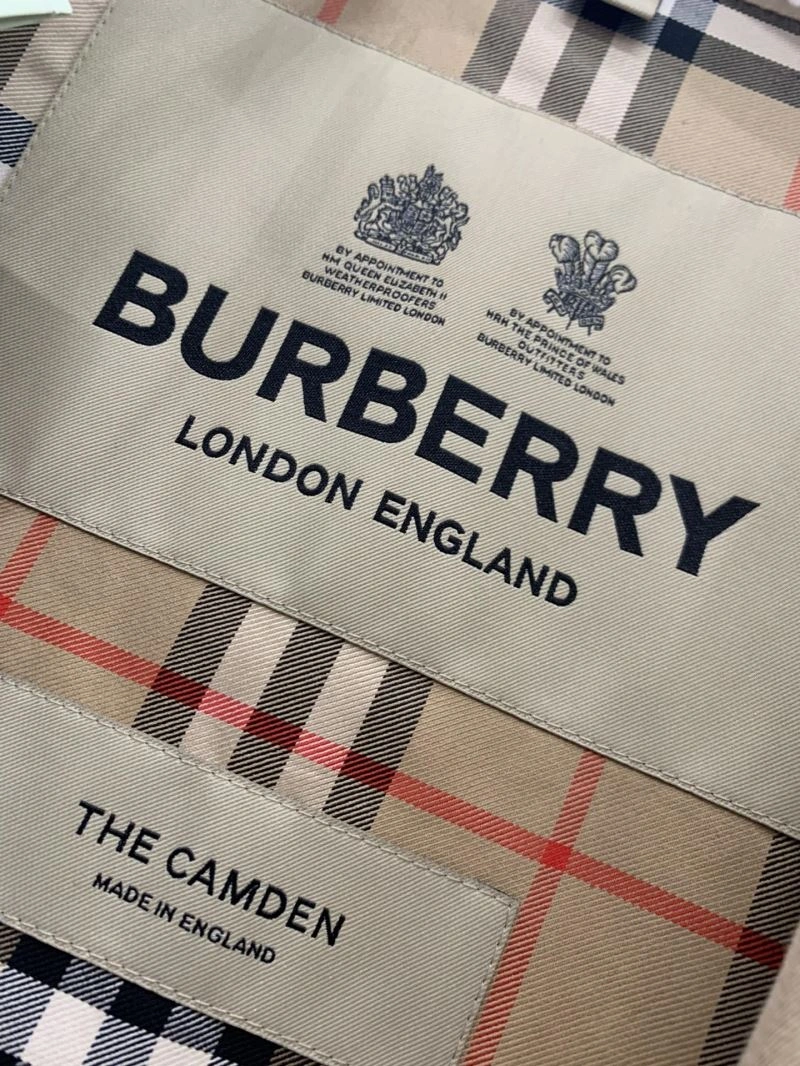 BY APPOINTMENT TO
HM QUEEN ELIZABETH II
WEATHERPROOFERS
BURBERRY LIMITED LONDON
BY APPOINTMENT TO
HRH THE PRINCE OF WALES
OUTFITTERS
BURBERRY LIMITED LONDON
BURBERRY
LONDON ENGLAND
THE CAMDEN
MADE IN ENGLAND